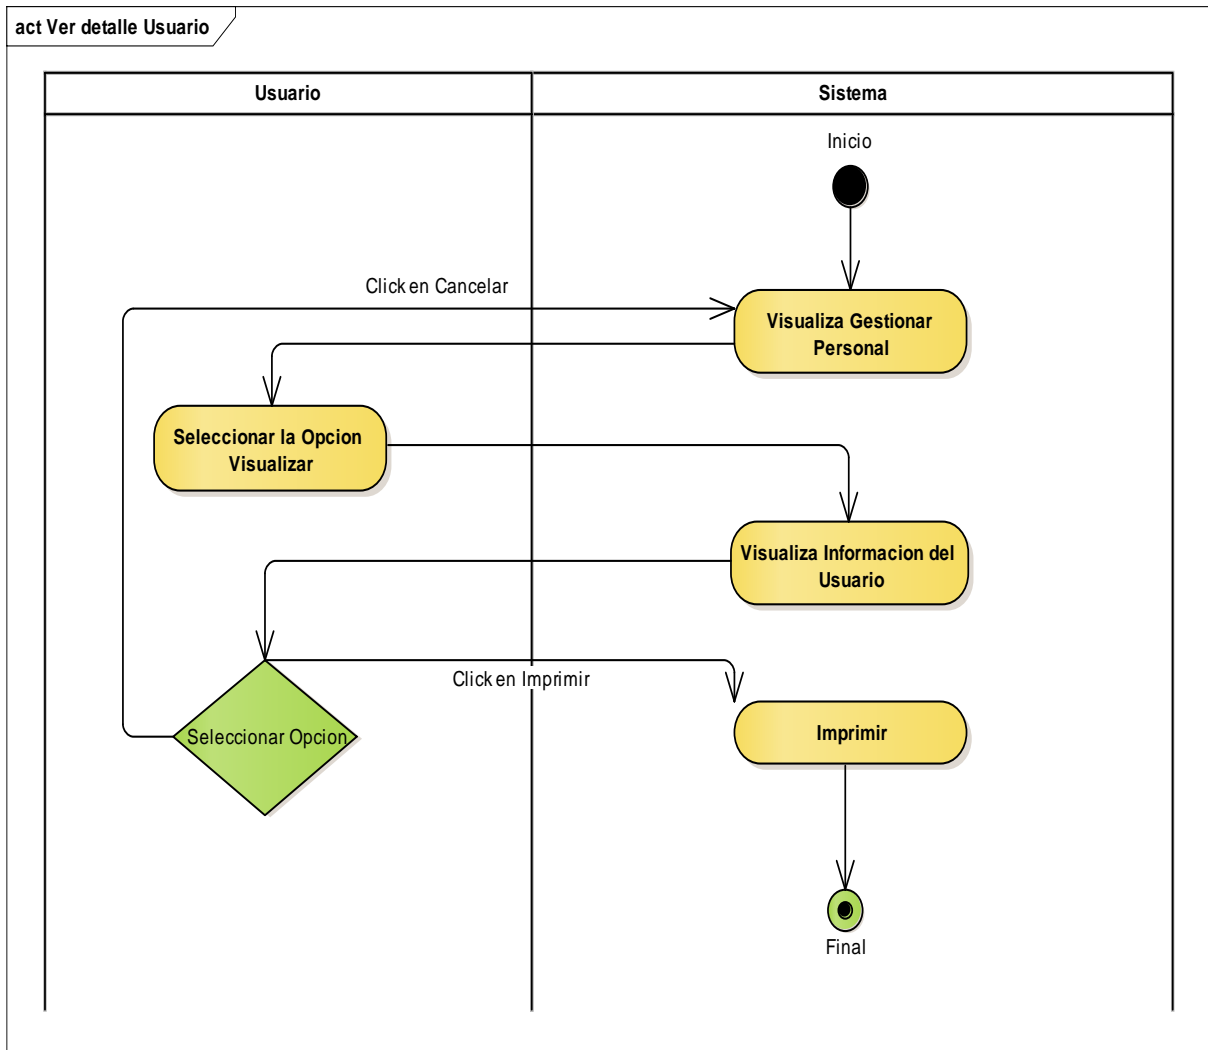 act Ver detalle Usuario
Usuario
Sistema
Inicio
Click en Cancelar
Visualiza Gestionar
Personal
Seleccionar la Opcion
Visualizar
Visualiza Informacion del
Usuario
Click en Imprimir
Seleccionar Opcion
Imprimir
Final